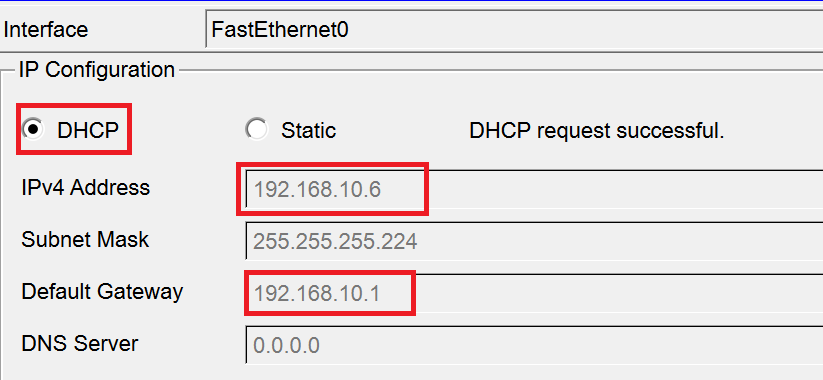 Interface FastEthernet0
IP Configuration
DHCP Static DHCP request successful.
IPv4 Address 192.168.10.6
Subnet Mask 255.255.255.224
Default Gateway 192.168.10.1
DNS Server 0.0.0.0